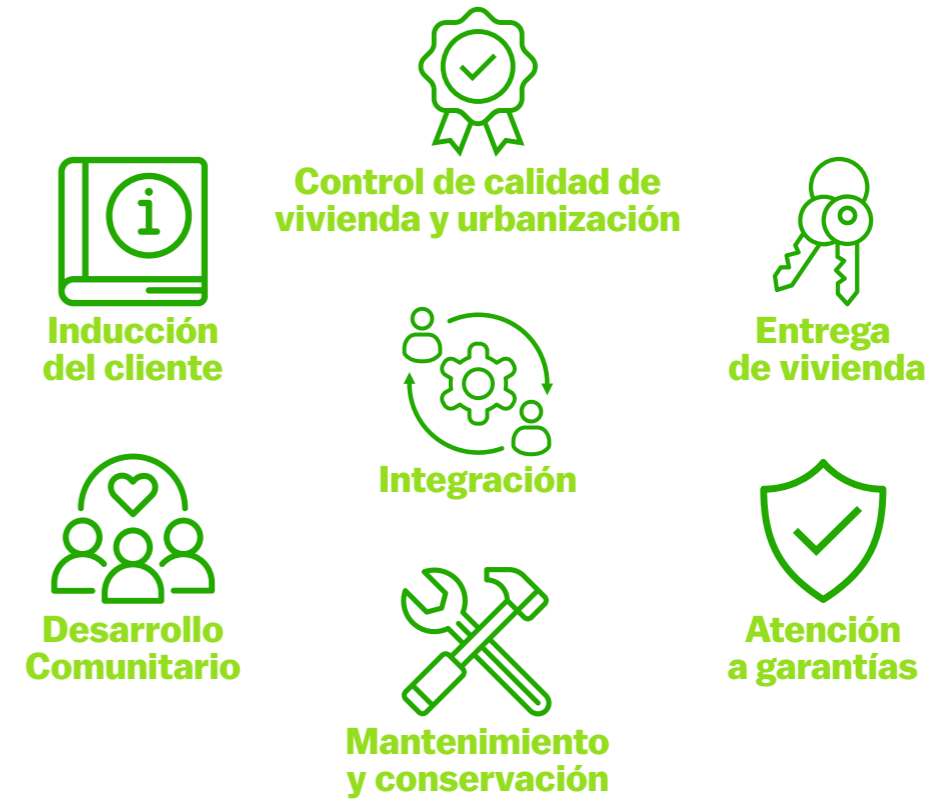 Control de calidad de
vivienda y urbanización
i
Inducción
del cliente
Entrega
de vivienda
Integración
Desarrollo
Comunitario
Atención
a garantías
Mantenimiento
y conservación